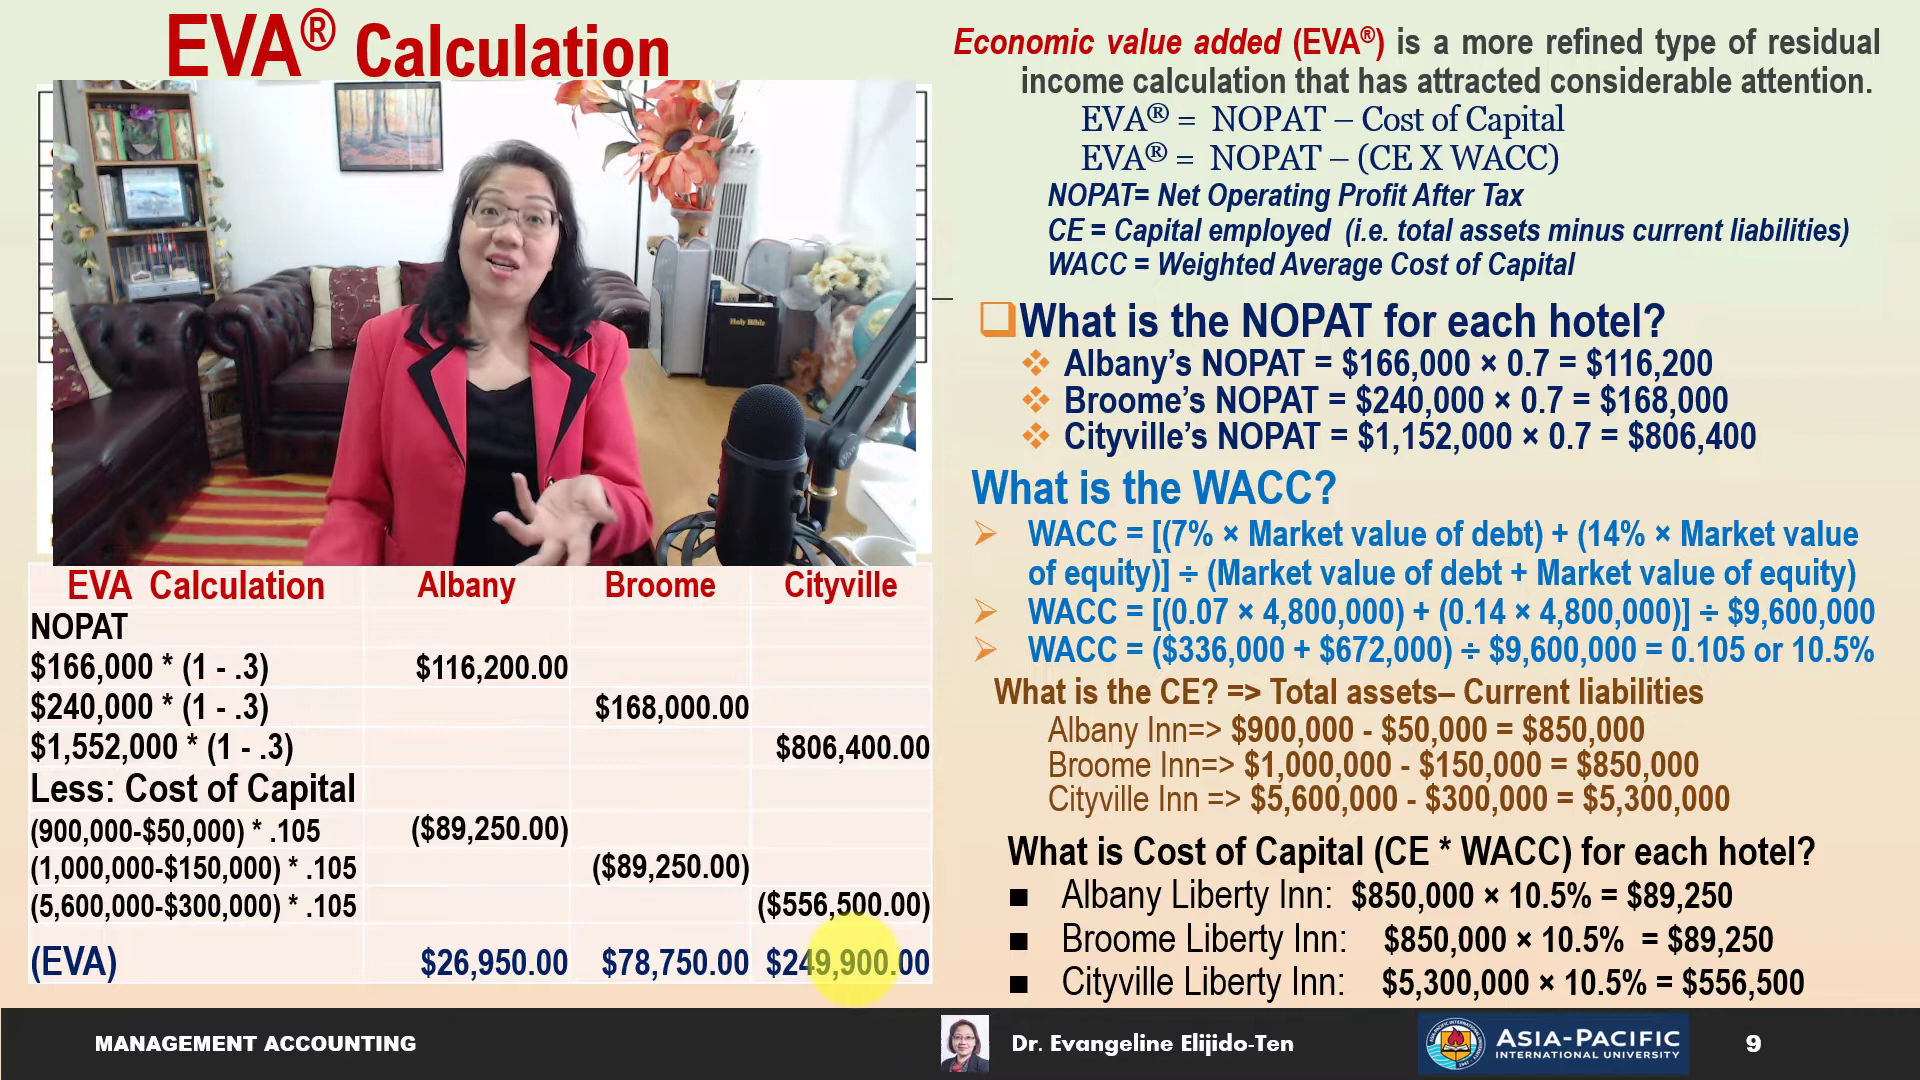 EVA® Calculation
Holy Bible
EVA Calculation Albany Broome Cityville
NOPAT
$166,000 * (1 - .3) $116,200.00
$240,000 * (1 - .3) $168,000.00
$1,552,000 * (1 - .3) $806,400.00
Less: Cost of Capital
(900,000-$50,000) * .105 ($89,250.00)
(1,000,000-$150,000) * .105 ($89,250.00)
(5,600,000-$300,000) * .105 ($556,500.00)
(EVA) $26,950.00 $78,750.00 $249,900.00
Economic value added (EVA®) is a more refined type of residual
income calculation that has attracted considerable attention.
EVA® = NOPAT – Cost of Capital
EVA® = NOPAT – (CE X WACC)
NOPAT= Net Operating Profit After Tax
CE = Capital employed (i.e. total assets minus current liabilities)
WACC = Weighted Average Cost of Capital
What is the NOPAT for each hotel?
Albany’s NOPAT = $166,000 × 0.7 = $116,200
Broome’s NOPAT = $240,000 × 0.7 = $168,000
Cityville’s NOPAT = $1,152,000 × 0.7 = $806,400
What is the WACC?
WACC = [(7% × Market value of debt) + (14% × Market value
of equity)] ÷ (Market value of debt + Market value of equity)
WACC = [(0.07 × 4,800,000) + (0.14 × 4,800,000)] ÷ $9,600,000
WACC = ($336,000 + $672,000) ÷ $9,600,000 = 0.105 or 10.5%
What is the CE? => Total assets– Current liabilities
Albany Inn=> $900,000 - $50,000 = $850,000
Broome Inn=> $1,000,000 - $150,000 = $850,000
Cityville Inn => $5,600,000 - $300,000 = $5,300,000
What is Cost of Capital (CE * WACC) for each hotel?
Albany Liberty Inn: $850,000 × 10.5% = $89,250
Broome Liberty Inn: $850,000 × 10.5% = $89,250
Cityville Liberty Inn: $5,300,000 × 10.5% = $556,500
MANAGEMENT ACCOUNTING
Dr. Evangeline Elijido-Ten
ASIA-PACIFIC
INTERNATIONAL UNIVERSITY
9